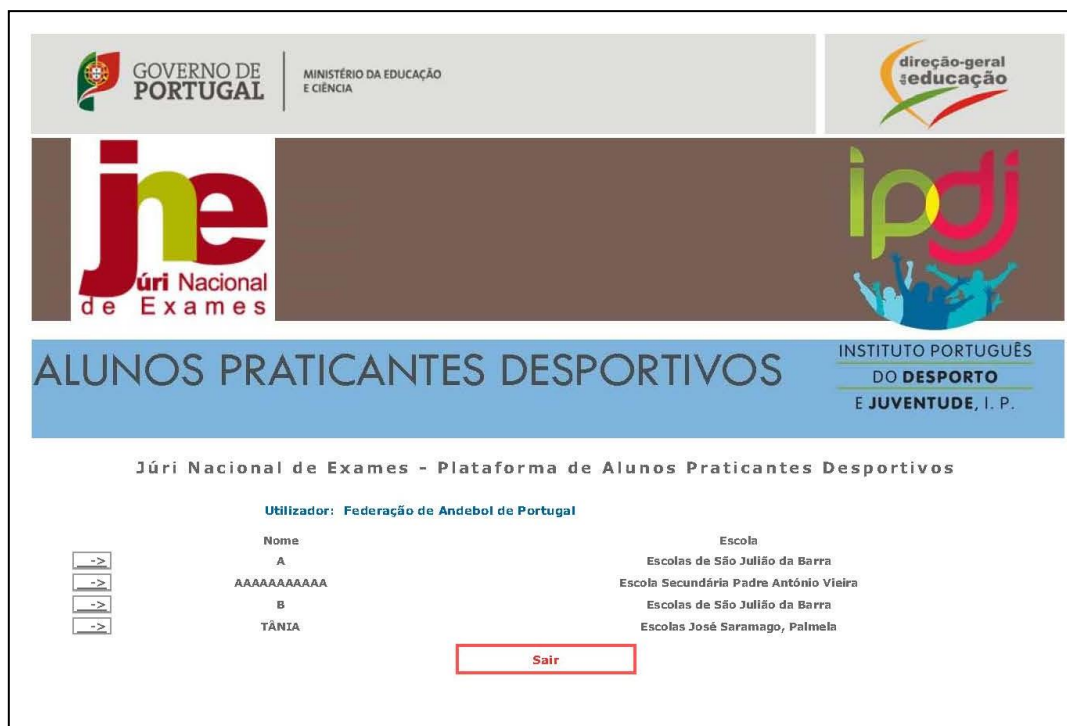 GOVERNO DE
PORTUGAL
MINISTÉRIO DA EDUCAÇÃO
E CIÊNCIA
direção-geral
da educação
jne
Júri Nacional
de Exames
ipdj
ALUNOS PRATICANTES DESPORTIVOS
INSTITUTO PORTUGUÊS
DO DESPORTO
E JUVENTUDE, I. P.
Júri Nacional de Exames - Plataforma de Alunos Praticantes Desportivos
Utilizador: Federação de Andebol de Portugal
Nome Escola
-> A Escolas de São Julião da Barra
-> AAAAAAAAAAA Escola Secundária Padre António Vieira
-> B Escolas de São Julião da Barra
-> TÂNIA Escolas José Saramago, Palmela
Sair